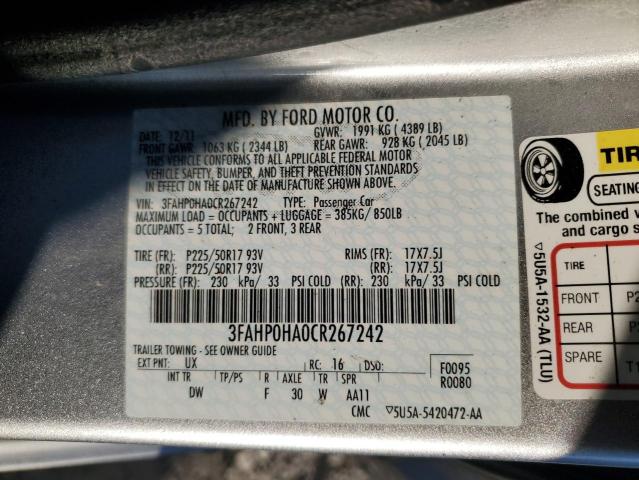 MFD. BY FORD MOTOR CO.
DATE: 12/11 GVWR: 1991 KG ( 4389 LB)
FRONT GAWR: 1063 KG ( 2344 LB) REAR GAWR: 928 KG ( 2045 LB)
THIS VEHICLE CONFORMS TO ALL APPLICABLE FEDERAL MOTOR
VEHICLE SAFETY, BUMPER, AND THEFT PREVENTION STANDARDS
IN EFFECT ON THE DATE OF MANUFACTURE SHOWN ABOVE.
VIN: 3FAHP0HA0CR267242 TYPE: Passenger Car
MAXIMUM LOAD = OCCUPANTS + LUGGAGE = 385KG/ 850LB
OCCUPANTS = 5 TOTAL; 2 FRONT, 3 REAR
TIRE (FR): P225/50R17 93V RIMS (FR): 17X7.5J
(RR): P225/50R17 93V (RR): 17X7.5J
PRESSURE (FR): 230 kPa/ 33 PSI COLD (RR): 230 kPa/ 33 PSI COLD
3FAHP0HA0CR267242
TRAILER TOWING - SEE OWNER GUIDE
EXT PNT: UX RC: 16 DSO: F0095
R0080
INT TR TP/PS R AXLE TR SPR
DW F 30 W AA11
CMC ▽5U5A-5420472-AA
▽5U5A-1532-AA (TLU)
TIR
SEATING
The combined v
and cargo s
TIRE
FRONT P2
REAR P
SPARE T1